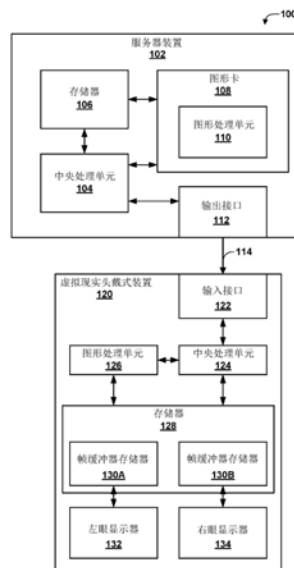 100
服务器装置
102
存储器
106
图形卡
108
图形处理单元
110
中央处理单元
104
输出接口
112
114
虚拟现实头戴式装置
120
输入接口
122
图形处理单元
126
中央处理单元
124
存储器
128
帧缓冲器存储器
130A
帧缓冲器存储器
130B
左眼显示器
132
右眼显示器
134